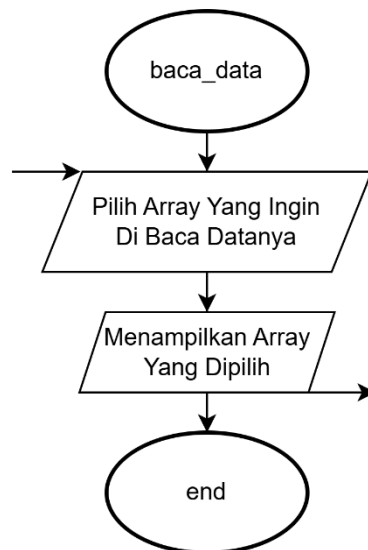 baca_data
Pilih Array Yang Ingin
Di Baca Datanya
Menampilkan Array
Yang Dipilih
end